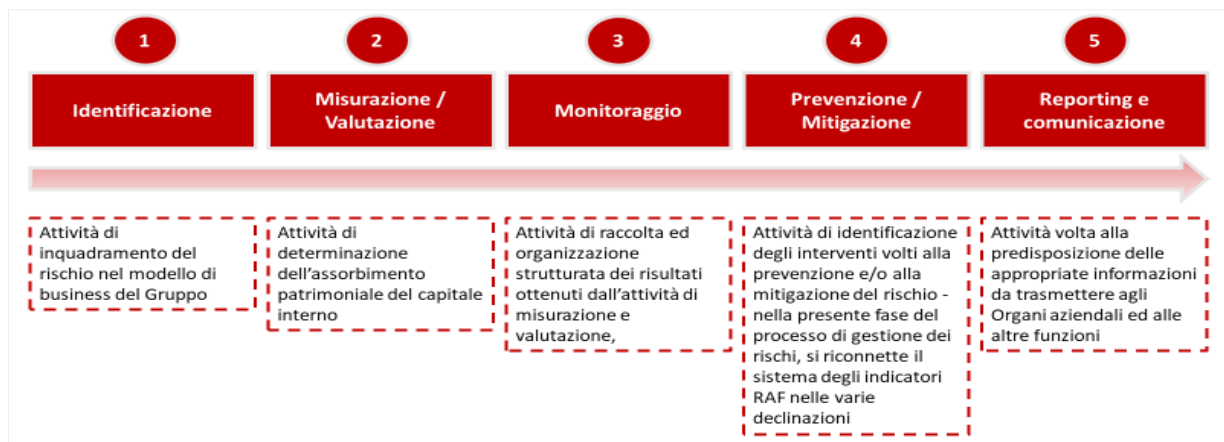 1
Identificazione
2
Misurazione /
Valutazione
3
Monitoraggio
4
Prevenzione /
Mitigazione
5
Reporting e
comunicazione
Attività di
inquadramento del
rischio nel modello di
business del Gruppo
Attività di
determinazione
dell'assorbimento
patrimoniale del capitale
interno
Attività di raccolta ed
organizzazione
strutturata dei risultati
ottenuti dall'attività di
misurazione e
valutazione,
Attività di identificazione
degli interventi volti alla
prevenzione e/o alla
mitigazione del rischio -
nella presente fase del
processo di gestione dei
rischi, si riconnette il
sistema degli indicatori
RAF nelle varie
declinazioni
Attività volta alla
predisposizione delle
appropriate informazioni
da trasmettere agli
Organi aziendali ed alle
altre funzioni